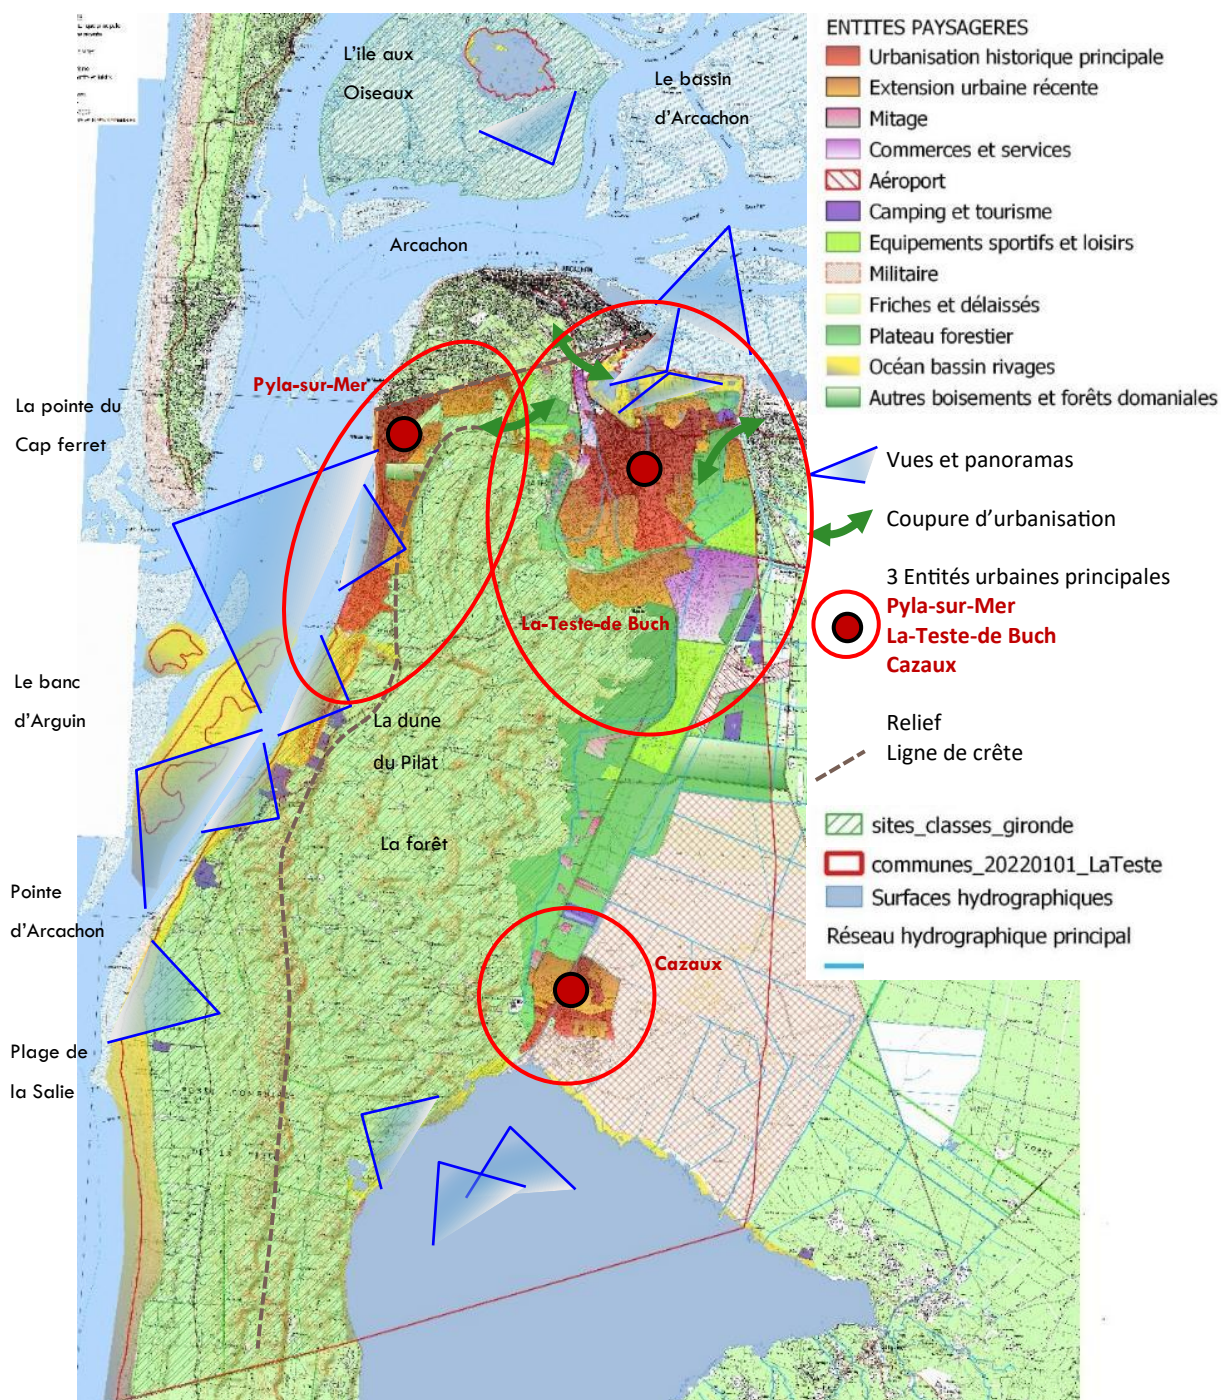 L'ile aux
Oiseaux
Le bassin
d'Arcachon
Arcachon
Pyla-sur-Mer
La pointe du
Cap ferret
La-Teste-de Buch
Le banc
d'Arguin
La dune
du Pilat
La forêt
Pointe
d'Arcachon
Cazaux
Plage de
la Salie
ENTITES PAYSAGERES
Urbanisation historique principale
Extension urbaine récente
Mitage
Commerces et services
Aéroport
Camping et tourisme
Equipements sportifs et loisirs
Militaire
Friches et délaissés
Plateau forestier
Océan bassin rivages
Autres boisements et forêts domaniales
Vues et panoramas
Coupure d'urbanisation
3 Entités urbaines principales
Pyla-sur-Mer
La-Teste-de Buch
Cazaux
Relief
Ligne de crête
sites_classes_gironde
communes_20220101_LaTeste
Surfaces hydrographiques
Réseau hydrographique principal